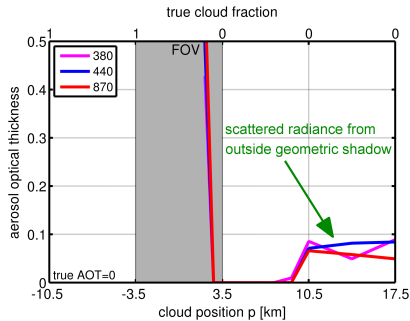 true cloud fraction
1 1 0 0 0
0.5
0.4
0.3
0.2
0.1
0
aerosol optical thickness
380
440
870
FOV
scattered radiance from
outside geometric shadow
true AOT=0
-10.5 -3.5 3.5 10.5 17.5
cloud position p [km]